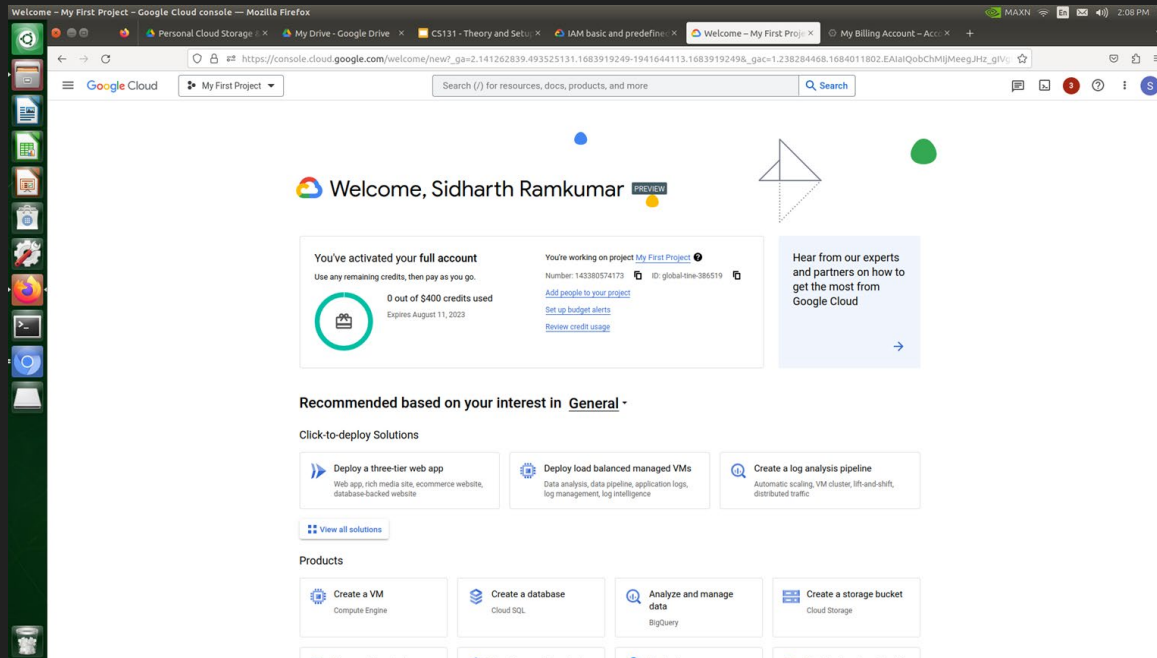 Welcome – My First Project – Google Cloud console — Mozilla Firefox
MAXN
En
2:08 PM
Personal Cloud Storage &
My Drive - Google Drive
CS131 - Theory and Setu
IAM basic and predefined
Welcome – My First Proje
My Billing Account – Acco
https://console.cloud.google.com/welcome/new?_ga=2.141262839.493525131.1683919249-1941644113.1683919249&_gac=1.238284468.1684011802.EAIaIQobChMIjMeegJHz_gIVg
Google Cloud
My First Project
Search (/) for resources, docs, products, and more
Search
3
S
Welcome, Sidharth Ramkumar
PREVIEW
You've activated your full account
Use any remaining credits, then pay as you go.
0 out of $400 credits used
Expires August 11, 2023
You're working on project My First Project
Number: 143380574173
ID: global-tine-386519
Add people to your project
Set up budget alerts
Review credit usage
Hear from our experts
and partners on how to
get the most from
Google Cloud
Recommended based on your interest in General
Click-to-deploy Solutions
Deploy a three-tier web app
Web app, rich media site, ecommerce website,
database-backed website
Deploy load balanced managed VMs
Data analysis, data pipeline, application logs,
log management, log intelligence
Create a log analysis pipeline
Automatic scaling, VM cluster, lift-and-shift,
distributed traffic
View all solutions
Products
Create a VM
Compute Engine
Create a database
Cloud SQL
Analyze and manage
data
BigQuery
Create a storage bucket
Cloud Storage